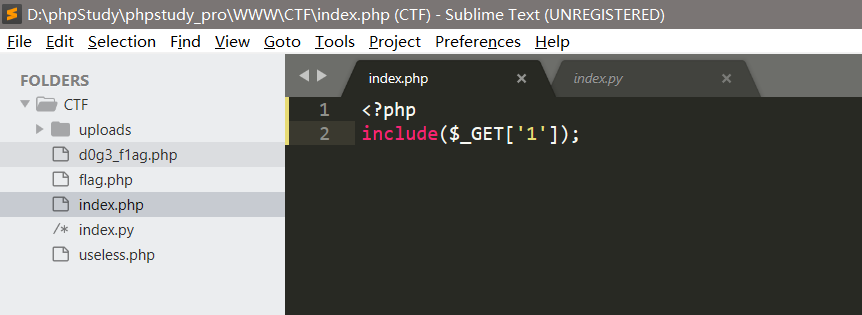 D:\phpStudy\phpstudy_pro\WWW\CTF\index.php (CTF) - Sublime Text (UNREGISTERED)
File Edit Selection Find View Goto Tools Project Preferences Help
FOLDERS
CTF
uploads
d0g3_f1ag.php
flag.php
index.php
/* index.py
useless.php
index.php × index.py ×
1 <?php
2 include($_GET['1']);